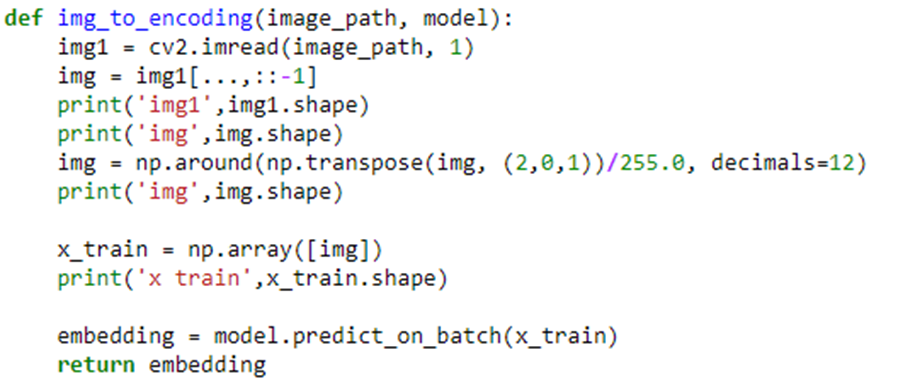 def img_to_encoding(image_path, model):
    img1 = cv2.imread(image_path, 1)
    img = img1[...,::-1]
    print('img1',img1.shape)
    print('img',img.shape)
    img = np.around(np.transpose(img, (2,0,1))/255.0, decimals=12)
    print('img',img.shape)

    x_train = np.array([img])
    print('x train',x_train.shape)

    embedding = model.predict_on_batch(x_train)
    return embedding